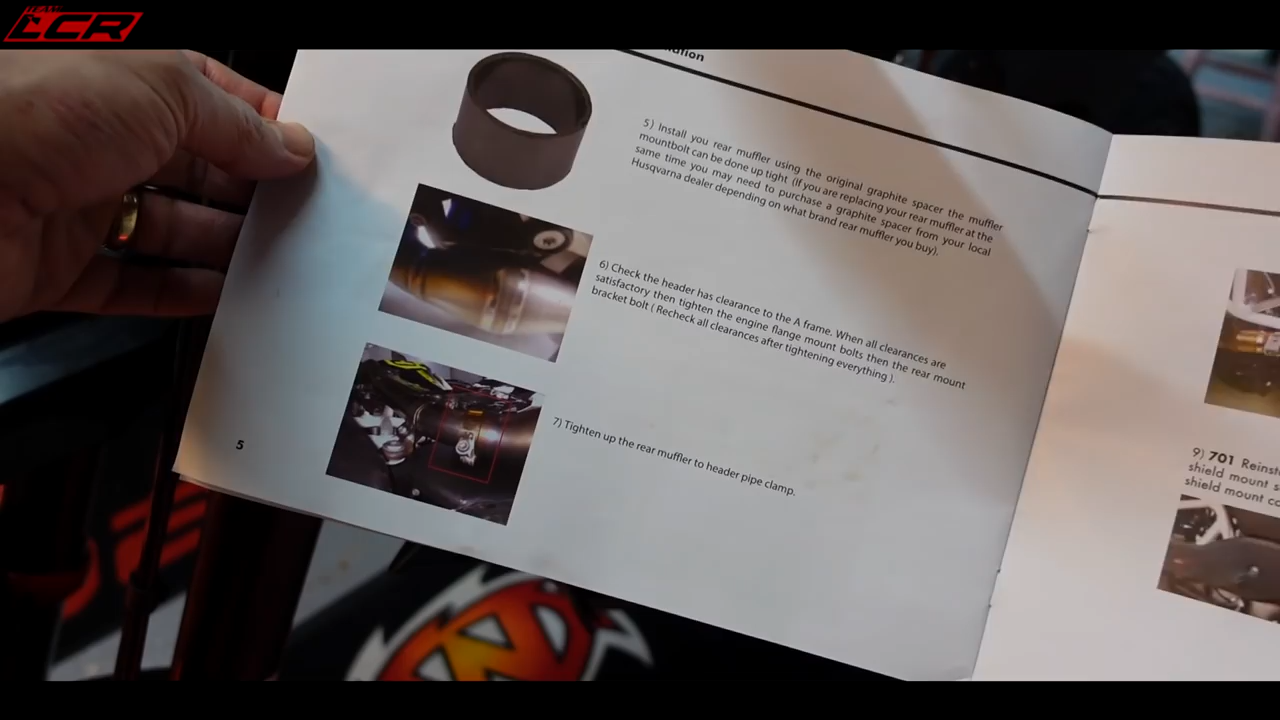 LCR
5) Install you rear muffler using the original graphite spacer the muffler
mountbolt can be done up tight (If you are replacing your rear muffler at the
same time you may need to purchase a graphite spacer from your local
Husqvarna dealer depending on what brand rear muffler you buy).
6) Check the header has clearance to the A frame. When all clearances are
satisfactory then tighten the engine flange mount bolts then the rear mount
bracket bolt ( Recheck all clearances after tightening everything ).
7) Tighten up the rear muffler to header pipe clamp.
5
9) 701
shield mount
shield mount